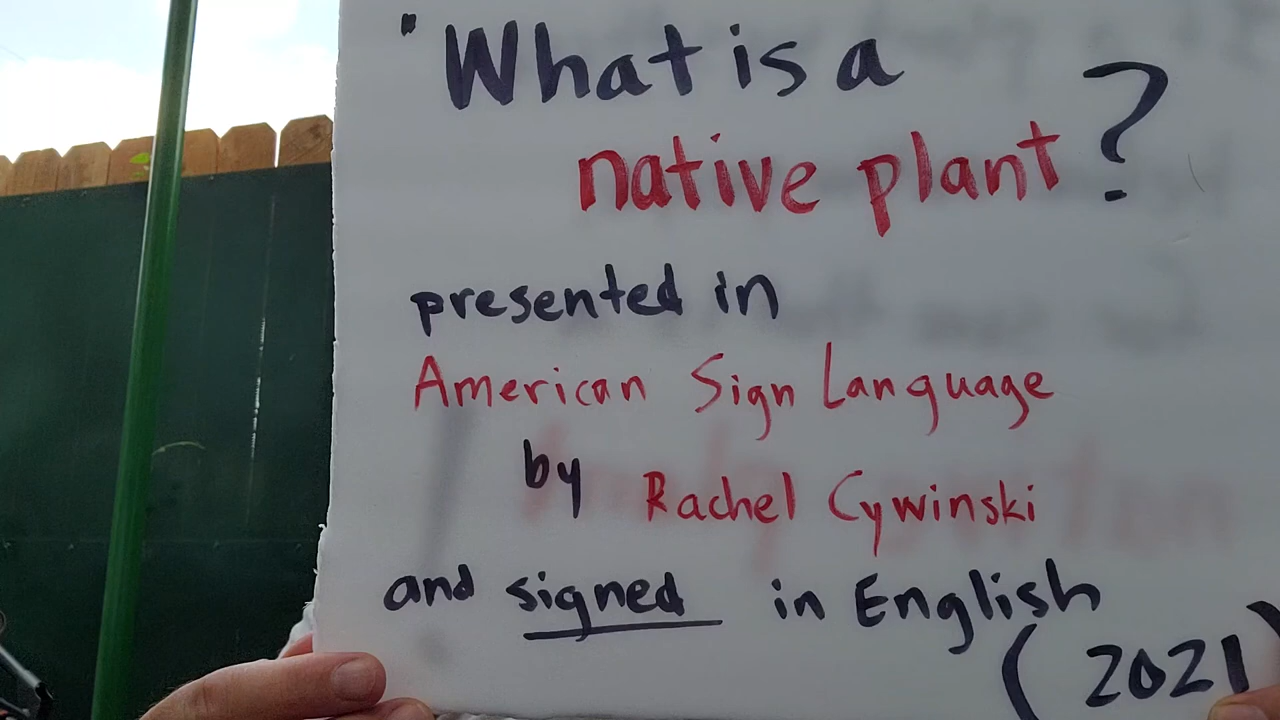 "What is a
native plant?
presented in
American Sign Language
by Rachel Cywinski
and signed in English
(2021)